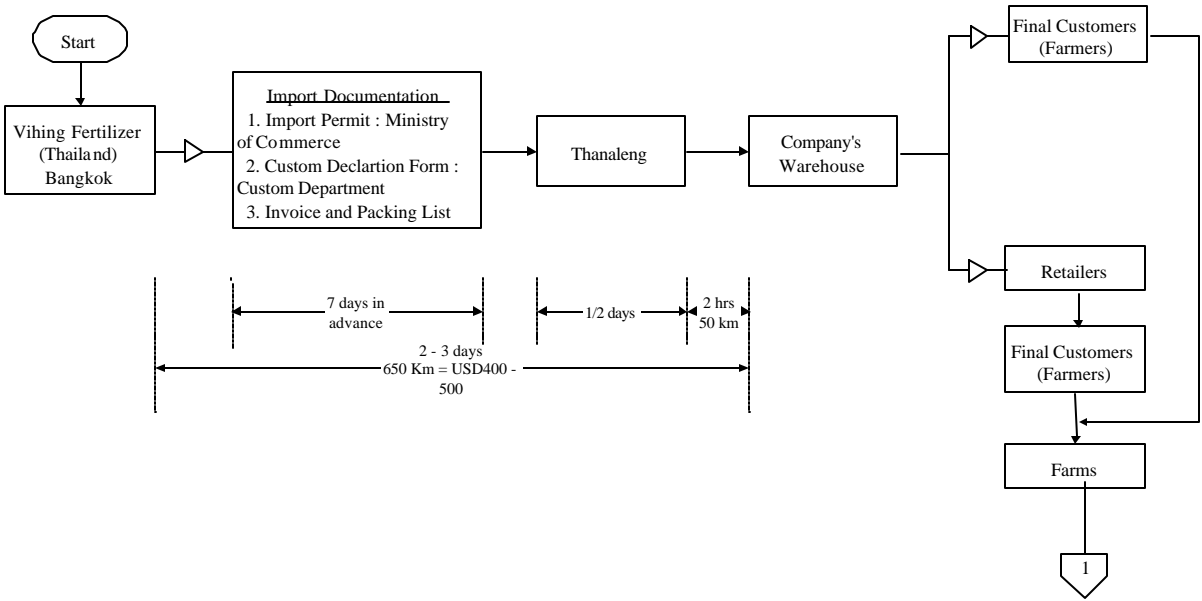 Start
Vihing Fertilizer
(Thailand)
Bangkok
Import Documentation
1. Import Permit : Ministry
of Commerce
2. Custom Declartion Form :
Custom Department
3. Invoice and Packing List
Thanaleng
Company's
Warehouse
Final Customers
(Farmers)
Retailers
Final Customers
(Farmers)
Farms
1
7 days in
advance
1/2 days
2 hrs
50 km
2 - 3 days
650 Km = USD400 -
500